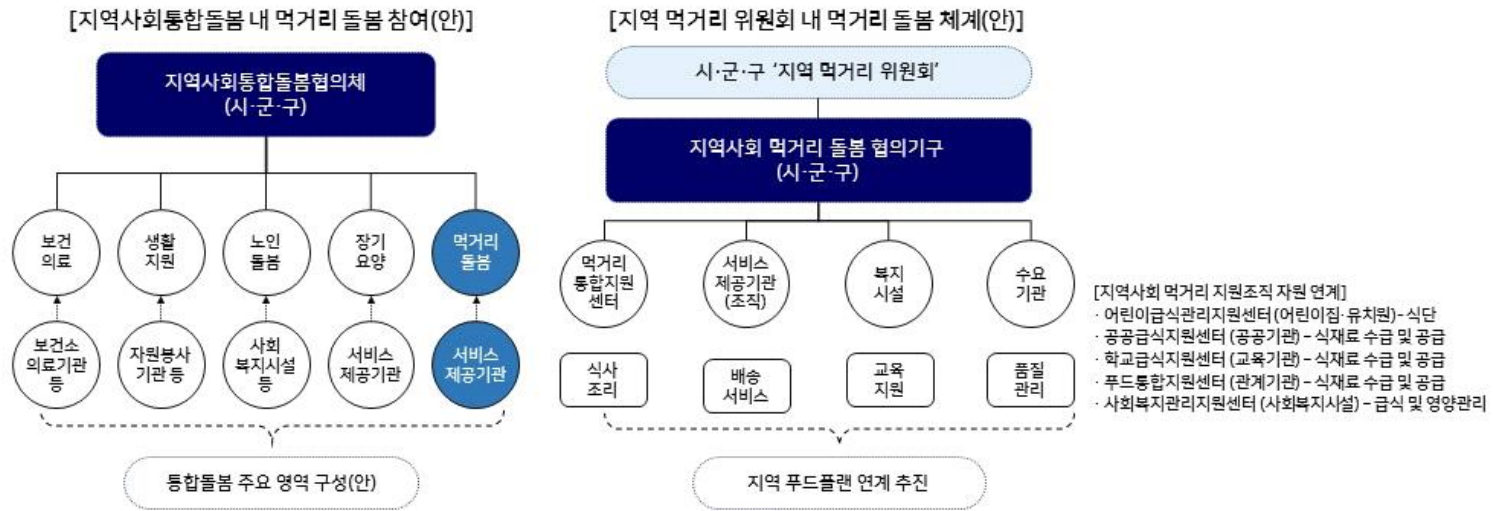 [지역사회통합돌봄 내 먹거리 돌봄 참여(안)]
지역사회통합돌봄협의체
(시·군·구)
보건
의료
생활
지원
노인
돌봄
장기
요양
먹거리
돌봄
보건소
의료기관
등
자원봉사
기관 등
사회
복지시설
등
서비스
제공기관
서비스
제공기관
통합돌봄 주요 영역 구성(안)
[지역 먹거리 위원회 내 먹거리 돌봄 체계(안)]
시·군·구 ‘지역 먹거리 위원회’
지역사회 먹거리 돌봄 협의기구
(시·군·구)
먹거리
통합지원
센터
서비스
제공기관
(조직)
복지
시설
수요
기관
식사
조리
배송
서비스
교육
지원
품질
관리
지역 푸드플랜 연계 추진
[지역사회 먹거리 지원조직 자원 연계]
· 어린이급식관리지원센터 (어린이집·유치원) – 식단
· 공공급식지원센터 (공공기관) – 식재료 수급 및 공급
· 학교급식지원센터 (교육기관) – 식재료 수급 및 공급
· 푸드통합지원센터 (관계기관) – 식재료 수급 및 공급
· 사회복지관리지원센터 (사회복지시설) – 급식 및 영양관리